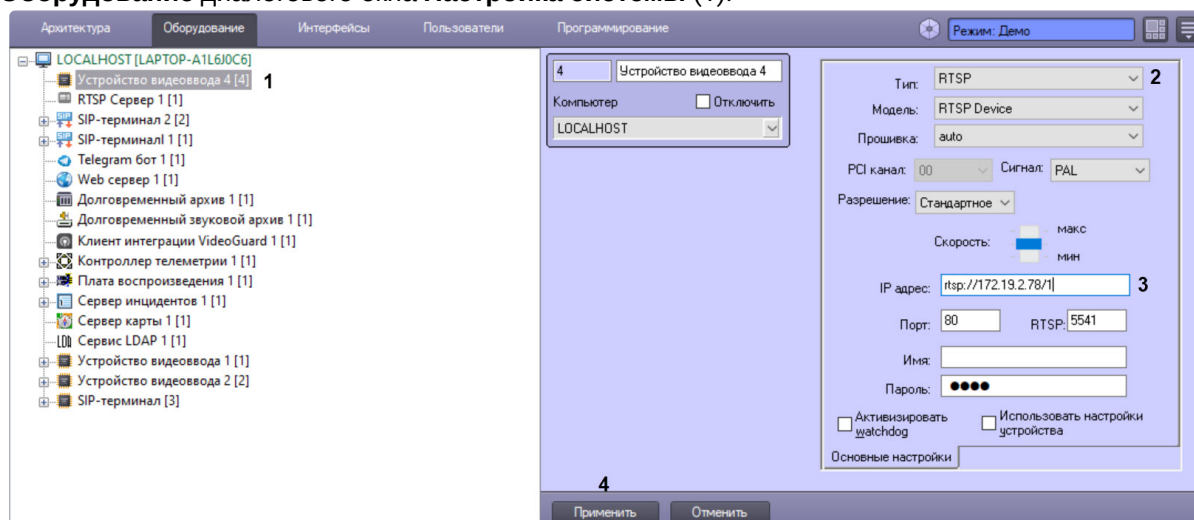 Оборудование диалогового окна Настройка системы (1).
Архитектура Оборудование Интерфейсы Пользователи Программирование Режим: Демо
LOCALHOST [LAPTOP-A1L6J0C6]
Устройство видеоввода 4 [4] 1
RTSP Сервер 1 [1]
SIP-терминал 2 [2]
SIP-терминалl 1 [1]
Telegram бот 1 [1]
Web сервер 1 [1]
Долговременный архив 1 [1]
Долговременный звуковой архив 1 [1]
Клиент интеграции VideoGuard 1 [1]
Контроллер телеметрии 1 [1]
Плата воспроизведения 1 [1]
Сервер инцидентов 1 [1]
Сервер карты 1 [1]
Сервис LDAP 1 [1]
Устройство видеоввода 1 [1]
Устройство видеоввода 2 [2]
SIP-терминал [3]
4 Устройство видеоввода 4
Компьютер Отключить
LOCALHOST
Тип: RTSP 2
Модель: RTSP Device
Прошивка: auto
PCI канал: 00 Сигнал: PAL
Разрешение: Стандартное
макс
Скорость:
мин
IP адрес: rtsp://172.19.2.78/1 3
Порт: 80 RTSP: 5541
Имя:
Пароль: ●●●●
Активизировать watchdog
Использовать настройки устройства
Основные настройки
4
Применить Отменить